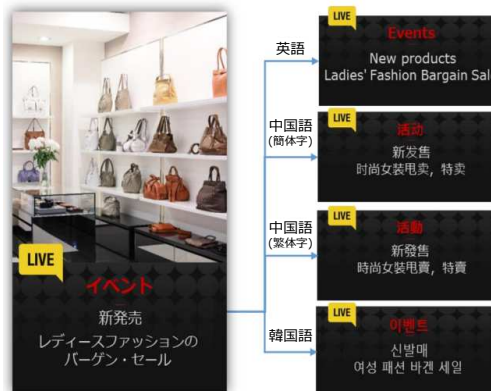 LIVE
イベント
新発売
レディースファッションの
バーゲン・セール
英語
LIVE
Events
New products
Ladies' Fashion Bargain Sal
中国語
(簡体字)
LIVE
活动
新发售
时尚女装甩卖，特卖
中国語
(繁体字)
LIVE
活動
新發售
時尚女裝甩賣，特賣
韓国語
LIVE
이벤트
신발매
여성 패션 바겐 세일